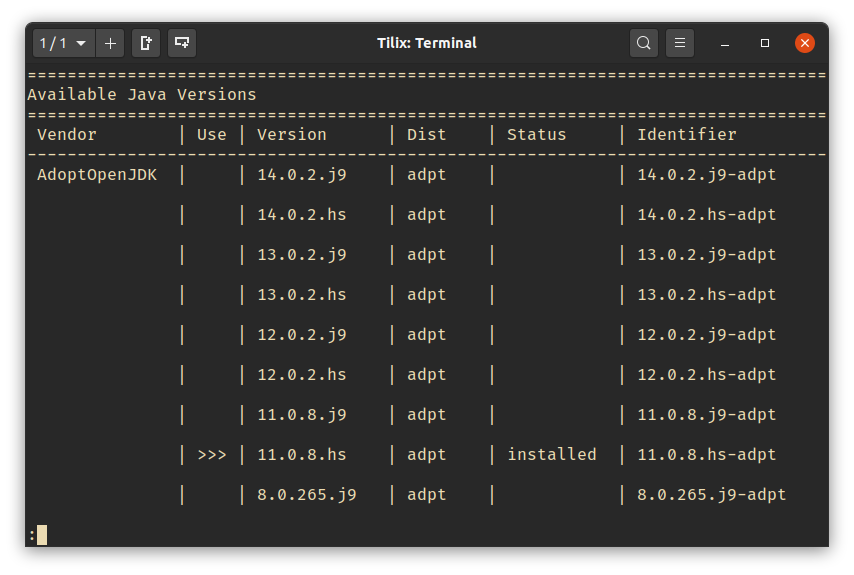 1 / 1
Tilix: Terminal
================================================================================
Available Java Versions
================================================================================
 Vendor        | Use | Version      | Dist    | Status     | Identifier
--------------------------------------------------------------------------------
 AdoptOpenJDK  |     | 14.0.2.j9    | adpt    |            | 14.0.2.j9-adpt
               |     | 14.0.2.hs    | adpt    |            | 14.0.2.hs-adpt
               |     | 13.0.2.j9    | adpt    |            | 13.0.2.j9-adpt
               |     | 13.0.2.hs    | adpt    |            | 13.0.2.hs-adpt
               |     | 12.0.2.j9    | adpt    |            | 12.0.2.j9-adpt
               |     | 12.0.2.hs    | adpt    |            | 12.0.2.hs-adpt
               |     | 11.0.8.j9    | adpt    |            | 11.0.8.j9-adpt
               | >>> | 11.0.8.hs    | adpt    | installed  | 11.0.8.hs-adpt
               |     | 8.0.265.j9   | adpt    |            | 8.0.265.j9-adpt
: